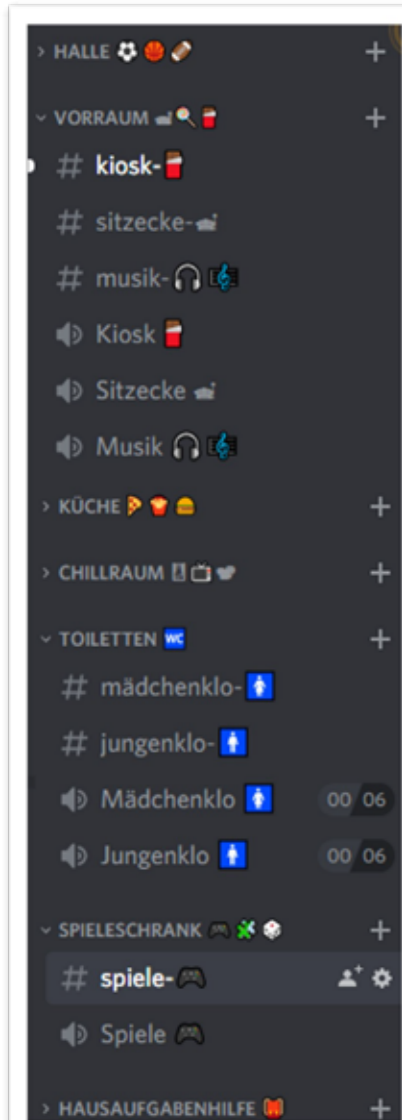 HALLE ⚽🏀🏈
VORRAUM 🛋🍭🍫
# kiosk-🍫
# sitzecke-🛋
# musik-🎧🎼
Kiosk 🍫
Sitzecke 🛋
Musik 🎧🎼
KÜCHE 🍕🍟🍔
CHILLRAUM 📺
TOILETTEN 🚾
# mädchenklo-🚺
# jungenklo-🚹
Mädchenklo 🚺 00 06
Jungenklo 🚹 00 06
SPIELESCHRANK 🎮🧩🎲
# spiele-🎮
Spiele 🎮
HAUSAUFGABENHILFE 🎒